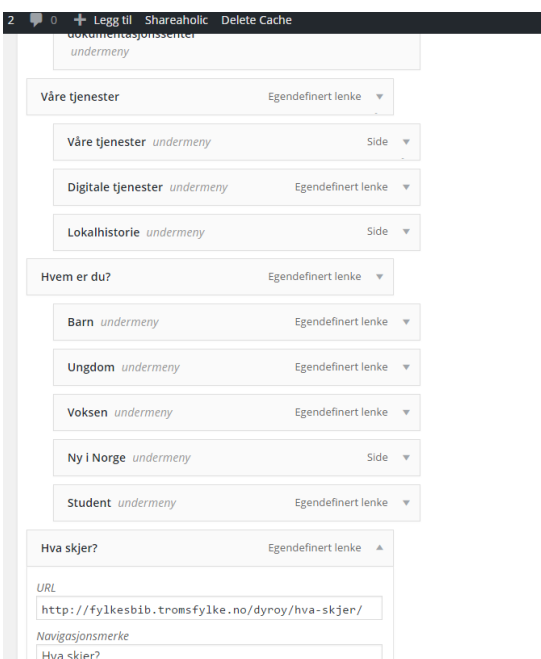 2 0 + Legg til Shareaholic Delete Cache
dokumentasjonssenter
undermeny
Våre tjenester Egendefinert lenke
Våre tjenester undermeny Side
Digitale tjenester undermeny Egendefinert lenke
Lokalhistorie undermeny Side
Hvem er du? Egendefinert lenke
Barn undermeny Egendefinert lenke
Ungdom undermeny Egendefinert lenke
Voksen undermeny Egendefinert lenke
Ny i Norge undermeny Side
Student undermeny Egendefinert lenke
Hva skjer? Egendefinert lenke
URL
http://fylkesbib.tromsfylke.no/dyroy/hva-skjer/
Navigasjonsmerke
Hva skjer?